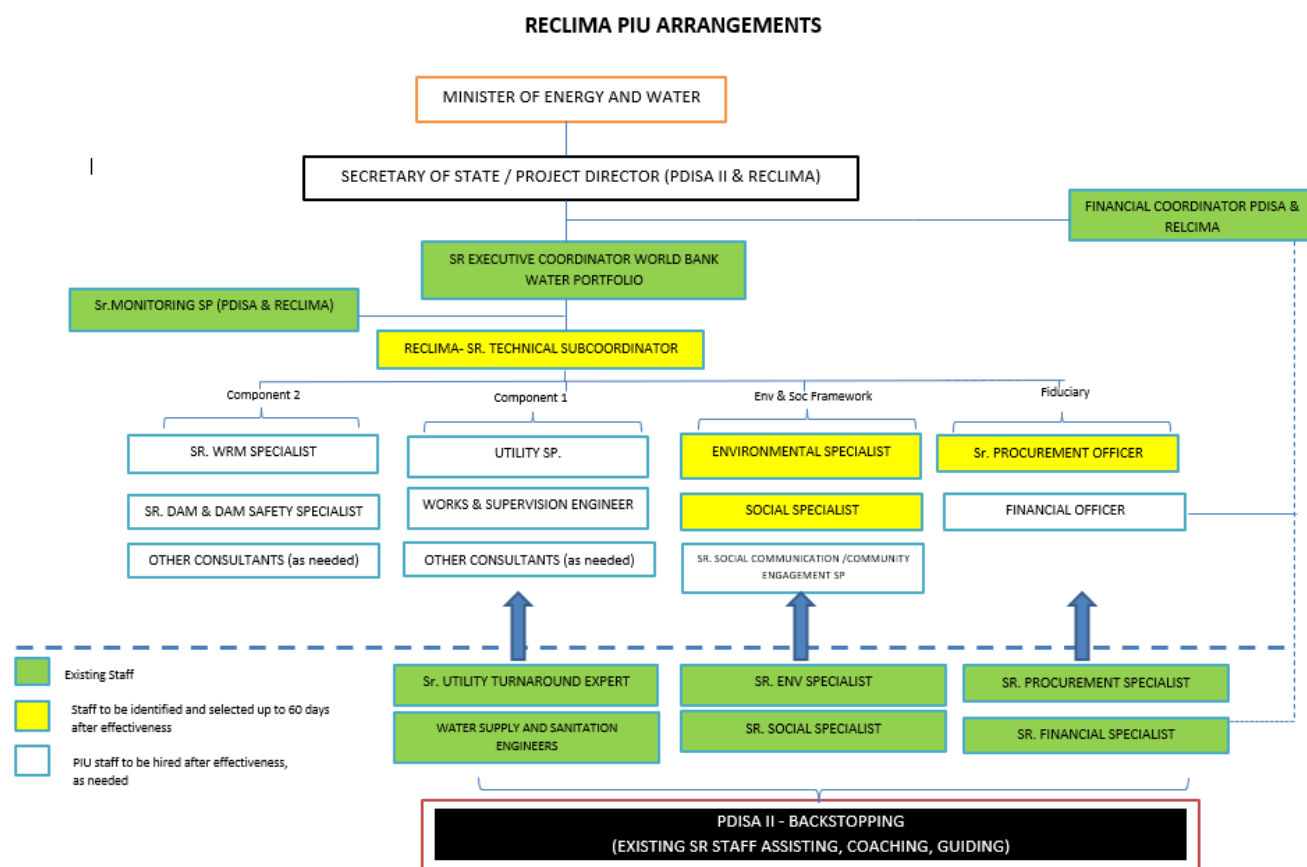 RECLIMA PIU ARRANGEMENTS
MINISTER OF ENERGY AND WATER
SECRETARY OF STATE / PROJECT DIRECTOR (PDISA II & RECLIMA)
FINANCIAL COORDINATOR PDISA &
RELCIMA
SR EXECUTIVE COORDINATOR WORLD BANK
WATER PORTFOLIO
Sr.MONITORING SP (PDISA & RECLIMA)
RECLIMA- SR. TECHNICAL SUBCOORDINATOR
Component 2
Component 1
Env & Soc Framework
Fiduciary
SR. WRM SPECIALIST
UTILITY SP.
ENVIRONMENTAL SPECIALIST
Sr. PROCUREMENT OFFICER
SR. DAM & DAM SAFETY SPECIALIST
WORKS & SUPERVISION ENGINEER
SOCIAL SPECIALIST
FINANCIAL OFFICER
OTHER CONSULTANTS (as needed)
OTHER CONSULTANTS (as needed)
SR. SOCIAL COMMUNICATION /COMMUNITY
ENGAGEMENT SP
Existing Staff
Staff to be identified and selected up to 60 days
after effectiveness
PIU staff to be hired after effectiveness,
as needed
Sr. UTILITY TURNAROUND EXPERT
SR. ENV SPECIALIST
SR. PROCUREMENT SPECIALIST
WATER SUPPLY AND SANITATION
ENGINEERS
SR. SOCIAL SPECIALIST
SR. FINANCIAL SPECIALIST
PDISA II - BACKSTOPPING
(EXISTING SR STAFF ASSISTING, COACHING, GUIDING)